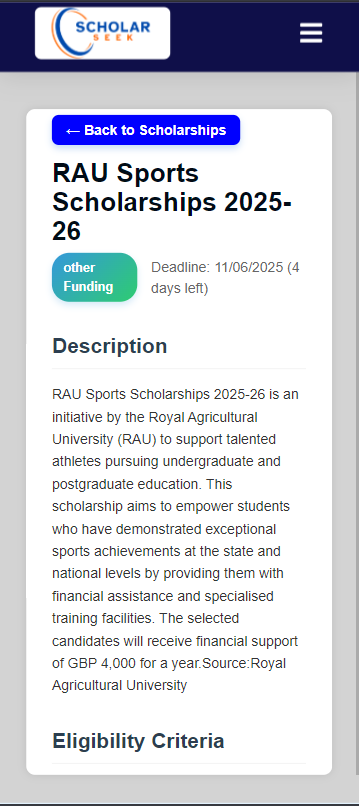 SCHOLAR
SEEK
← Back to Scholarships
RAU Sports
Scholarships 2025-
26
other
Funding
Deadline: 11/06/2025 (4
days left)
Description
RAU Sports Scholarships 2025-26 is an
initiative by the Royal Agricultural
University (RAU) to support talented
athletes pursuing undergraduate and
postgraduate education. This
scholarship aims to empower students
who have demonstrated exceptional
sports achievements at the state and
national levels by providing them with
financial assistance and specialised
training facilities. The selected
candidates will receive financial support
of GBP 4,000 for a year.Source:Royal
Agricultural University
Eligibility Criteria